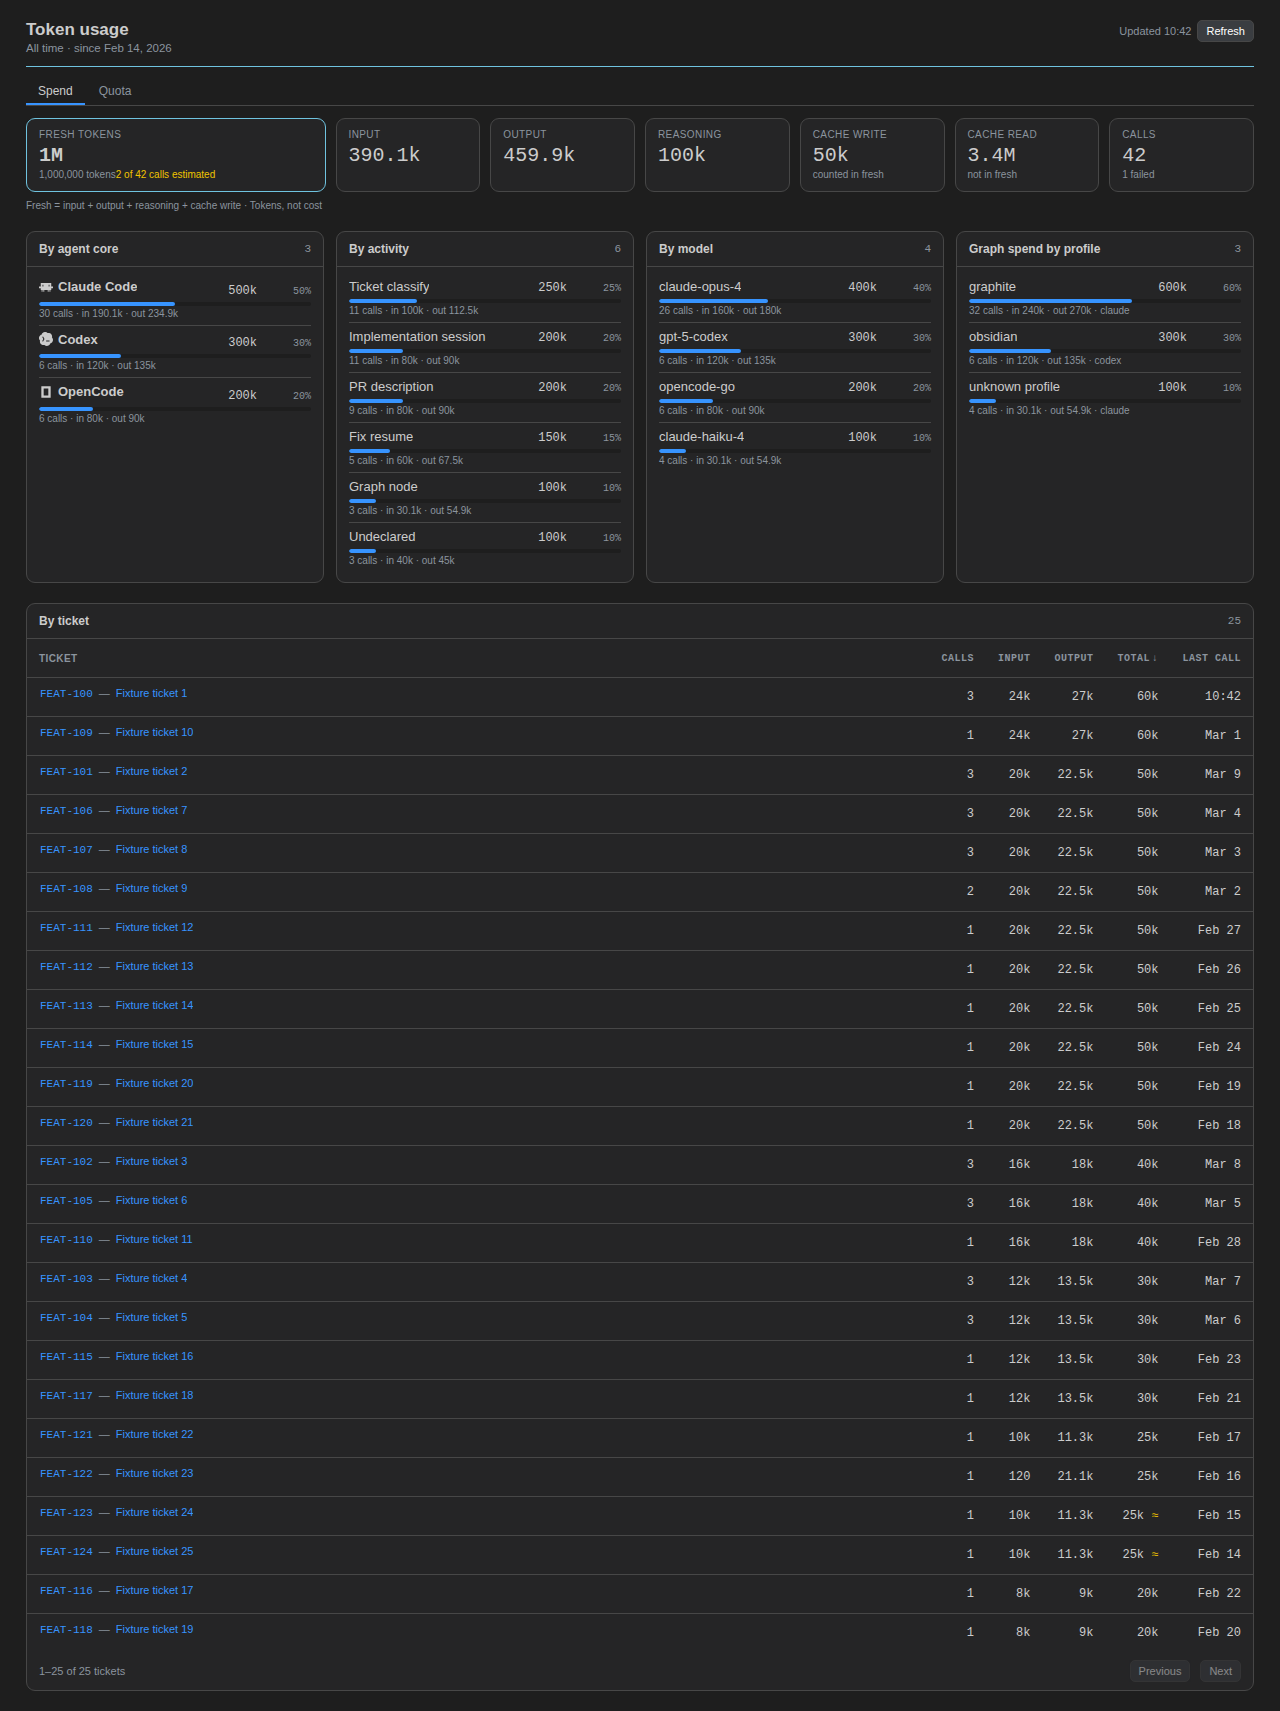 Token usage
All time · since Feb 14, 2026
Updated 10:42 Refresh
Spend Quota
FRESH TOKENS
1M
1,000,000 tokens2 of 42 calls estimated
INPUT
390.1k
OUTPUT
459.9k
REASONING
100k
CACHE WRITE
50k
counted in fresh
CACHE READ
3.4M
not in fresh
CALLS
42
1 failed
Fresh = input + output + reasoning + cache write · Tokens, not cost
By agent core 3
Claude Code 500k 50%
30 calls · in 190.1k · out 234.9k
Codex 300k 30%
6 calls · in 120k · out 135k
OpenCode 200k 20%
6 calls · in 80k · out 90k
By activity 6
Ticket classify 250k 25%
11 calls · in 100k · out 112.5k
Implementation session 200k 20%
11 calls · in 80k · out 90k
PR description 200k 20%
9 calls · in 80k · out 90k
Fix resume 150k 15%
5 calls · in 60k · out 67.5k
Graph node 100k 10%
3 calls · in 30.1k · out 54.9k
Undeclared 100k 10%
3 calls · in 40k · out 45k
By model 4
claude-opus-4 400k 40%
26 calls · in 160k · out 180k
gpt-5-codex 300k 30%
6 calls · in 120k · out 135k
opencode-go 200k 20%
6 calls · in 80k · out 90k
claude-haiku-4 100k 10%
4 calls · in 30.1k · out 54.9k
Graph spend by profile 3
graphite 600k 60%
32 calls · in 240k · out 270k · claude
obsidian 300k 30%
6 calls · in 120k · out 135k · codex
unknown profile 100k 10%
4 calls · in 30.1k · out 54.9k · claude
By ticket 25
TICKET CALLS INPUT OUTPUT TOTAL ↓ LAST CALL
FEAT-100 — Fixture ticket 1 3 24k 27k 60k 10:42
FEAT-109 — Fixture ticket 10 1 24k 27k 60k Mar 1
FEAT-101 — Fixture ticket 2 3 20k 22.5k 50k Mar 9
FEAT-106 — Fixture ticket 7 3 20k 22.5k 50k Mar 4
FEAT-107 — Fixture ticket 8 3 20k 22.5k 50k Mar 3
FEAT-108 — Fixture ticket 9 2 20k 22.5k 50k Mar 2
FEAT-111 — Fixture ticket 12 1 20k 22.5k 50k Feb 27
FEAT-112 — Fixture ticket 13 1 20k 22.5k 50k Feb 26
FEAT-113 — Fixture ticket 14 1 20k 22.5k 50k Feb 25
FEAT-114 — Fixture ticket 15 1 20k 22.5k 50k Feb 24
FEAT-119 — Fixture ticket 20 1 20k 22.5k 50k Feb 19
FEAT-120 — Fixture ticket 21 1 20k 22.5k 50k Feb 18
FEAT-102 — Fixture ticket 3 3 16k 18k 40k Mar 8
FEAT-105 — Fixture ticket 6 3 16k 18k 40k Mar 5
FEAT-110 — Fixture ticket 11 1 16k 18k 40k Feb 28
FEAT-103 — Fixture ticket 4 3 12k 13.5k 30k Mar 7
FEAT-104 — Fixture ticket 5 3 12k 13.5k 30k Mar 6
FEAT-115 — Fixture ticket 16 1 12k 13.5k 30k Feb 23
FEAT-117 — Fixture ticket 18 1 12k 13.5k 30k Feb 21
FEAT-121 — Fixture ticket 22 1 10k 11.3k 25k Feb 17
FEAT-122 — Fixture ticket 23 1 120 21.1k 25k Feb 16
FEAT-123 — Fixture ticket 24 1 10k 11.3k 25k ≈ Feb 15
FEAT-124 — Fixture ticket 25 1 10k 11.3k 25k ≈ Feb 14
FEAT-116 — Fixture ticket 17 1 8k 9k 20k Feb 22
FEAT-118 — Fixture ticket 19 1 8k 9k 20k Feb 20
1–25 of 25 tickets Previous Next